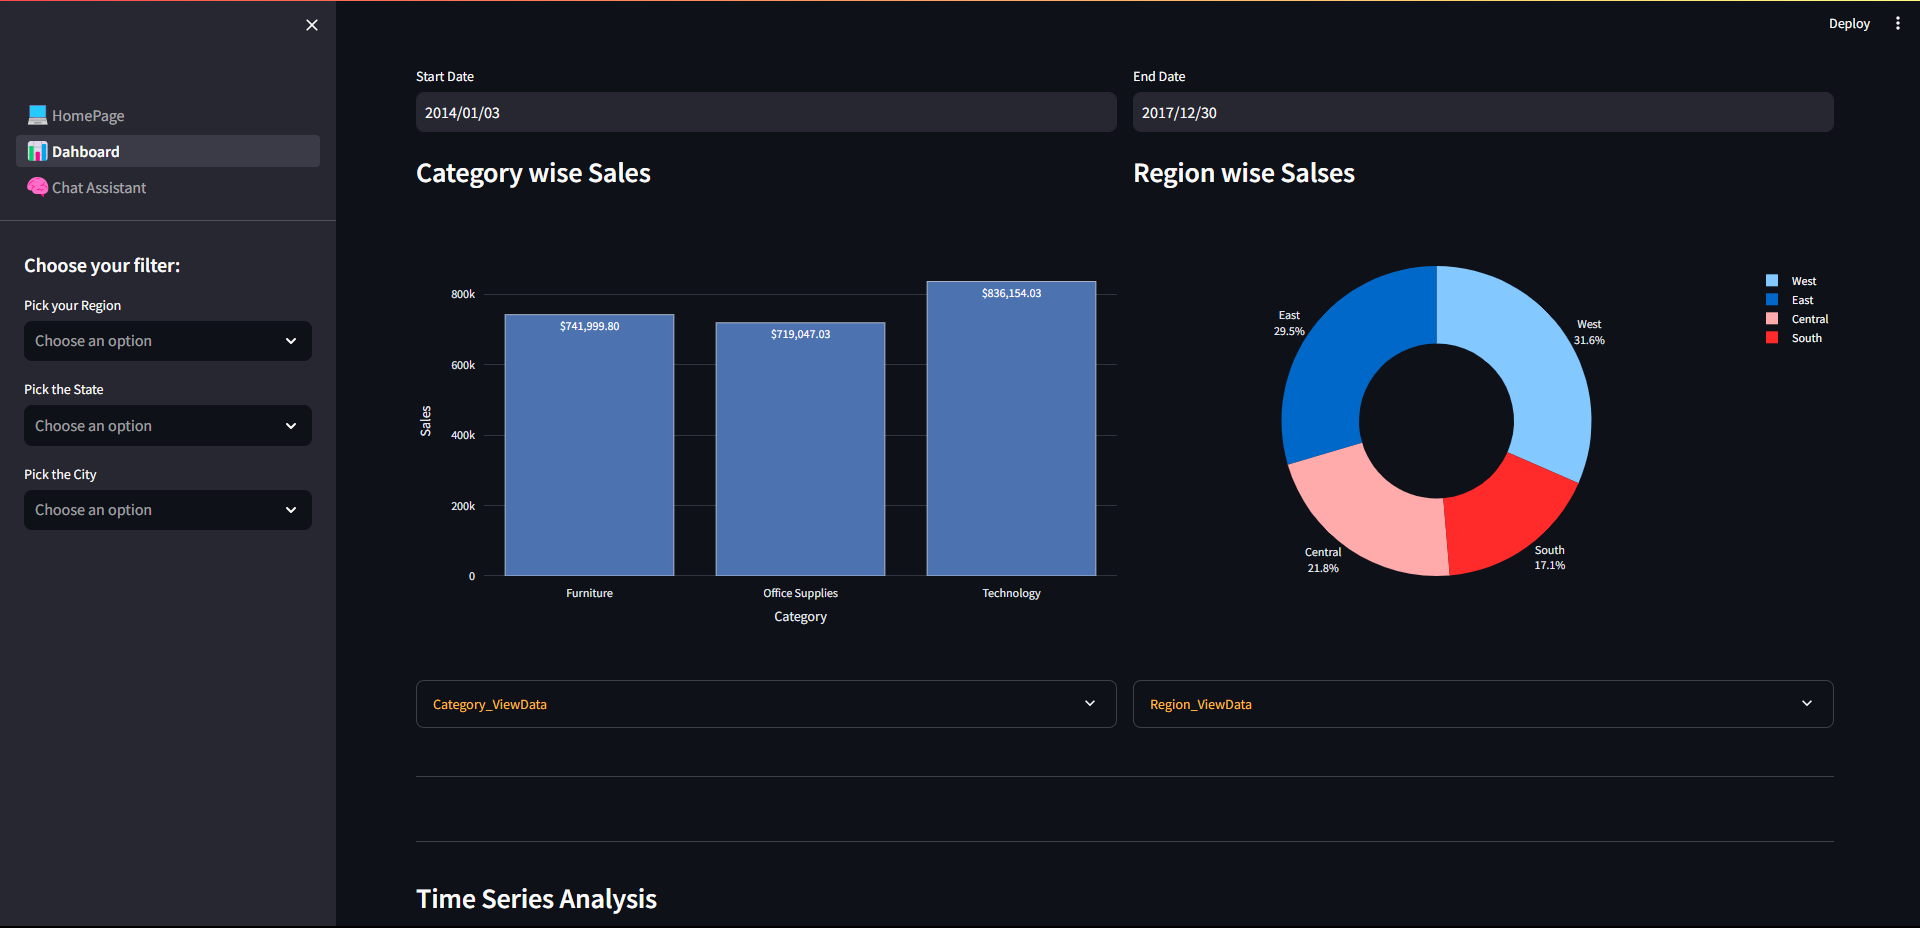 Deploy
HomePage
Dahboard
Chat Assistant
Choose your filter:
Pick your Region
Choose an option
Pick the State
Choose an option
Pick the City
Choose an option
Start Date
2014/01/03
End Date
2017/12/30
Category wise Sales
800k
600k
400k
200k
0
Sales
$741,999.80
$719,047.03
$836,154.03
Furniture
Office Supplies
Technology
Category
Region wise Salses
East
29.5%
West
31.6%
Central
21.8%
South
17.1%
West
East
Central
South
Category_ViewData
Region_ViewData
Time Series Analysis